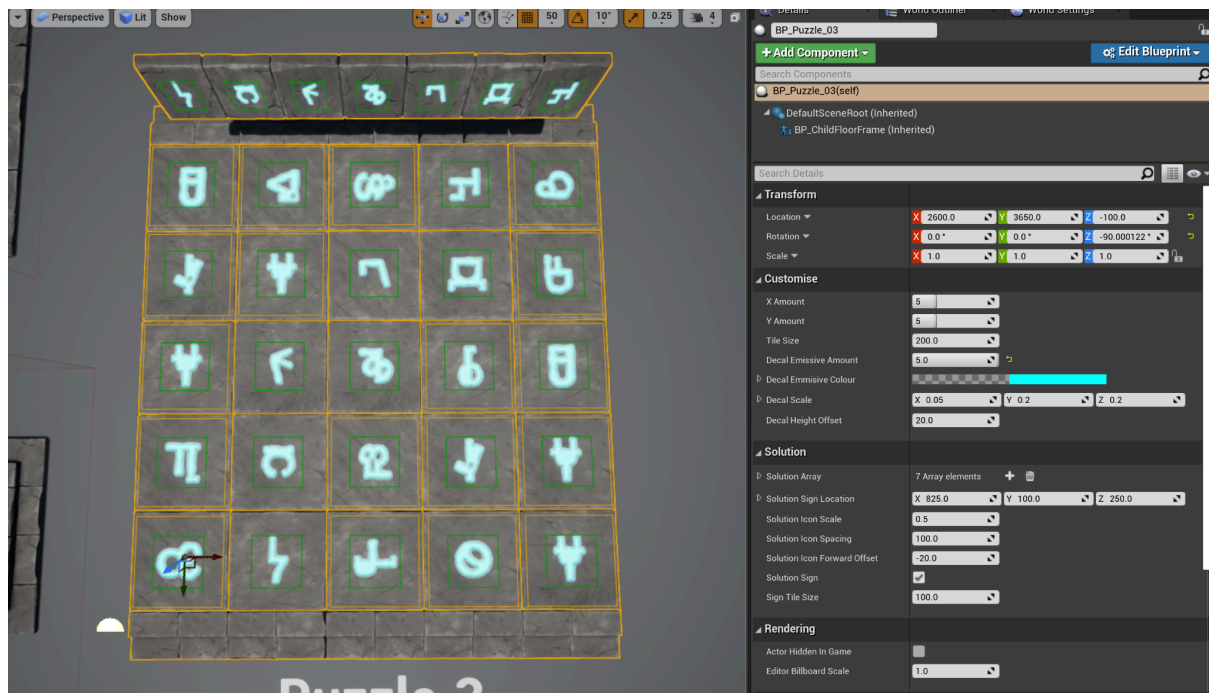 Perspective Lit Show 50 10° 0.25 4
Details World Outliner World Settings
BP_Puzzle_03
+ Add Component Edit Blueprint
Search Components
BP_Puzzle_03(self)
DefaultSceneRoot (Inherited)
BP_ChildFloorFrame (Inherited)
Search Details
Transform
Location X 2600.0 Y 3650.0 Z -100.0
Rotation X 0.0° Y 0.0° Z -90.000122°
Scale X 1.0 Y 1.0 Z 1.0
Customise
X Amount 5
Y Amount 5
Tile Size 200.0
Decal Emissive Amount 5.0
Decal Emmisive Colour
Decal Scale X 0.05 Y 0.2 Z 0.2
Decal Height Offset 20.0
Solution
Solution Array 7 Array elements
Solution Sign Location X 825.0 Y 100.0 Z 250.0
Solution Icon Scale 0.5
Solution Icon Spacing 100.0
Solution Icon Forward Offset -20.0
Solution Sign
Sign Tile Size 100.0
Rendering
Actor Hidden In Game
Editor Billboard Scale 1.0